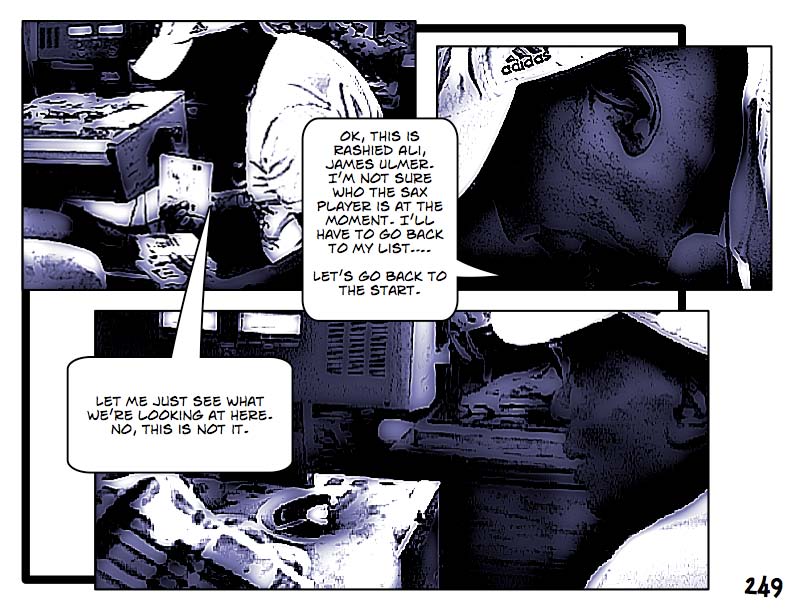 adidas
OK, THIS IS
RASHIED ALI,
JAMES ULMER.
I'M NOT SURE
WHO THE SAX
PLAYER IS AT THE
MOMENT. I'LL
HAVE TO GO BACK
TO MY LIST....
LET'S GO BACK TO
THE START.
LET ME JUST SEE WHAT
WE'RE LOOKING AT HERE.
NO, THIS IS NOT IT.
249